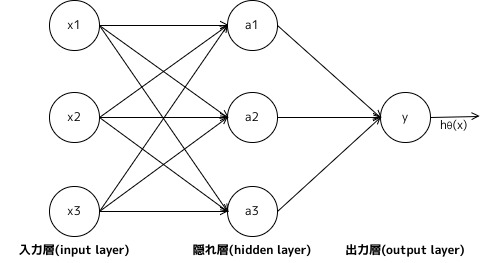 x1
a1
x2
a2
y
hθ(x)
x3
a3
入力層(input layer)
隠れ層(hidden layer)
出力層(output layer)